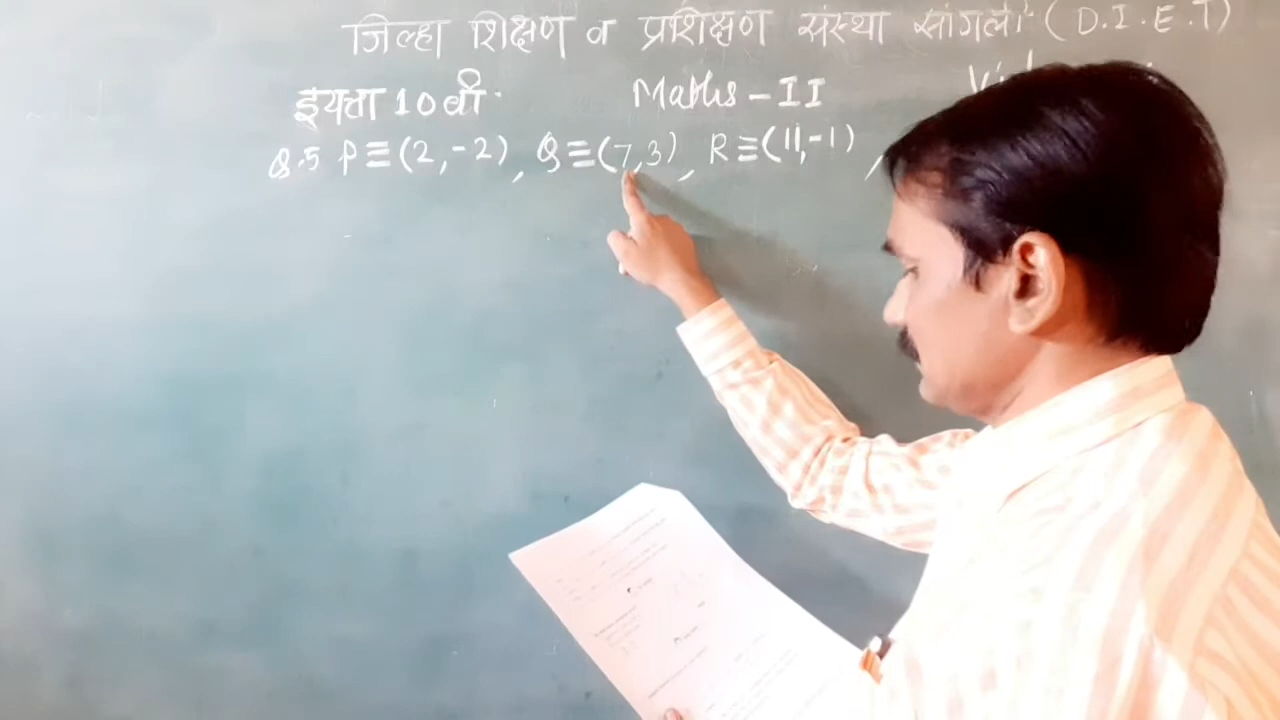 जिल्हा शिक्षण व प्रशिक्षण संस्था सांगली (D.I.E.T)
इयत्ता 10 वी. Maths - II
Q.5 P≡(2,-2), Q≡(7,3), R≡(11,-1),